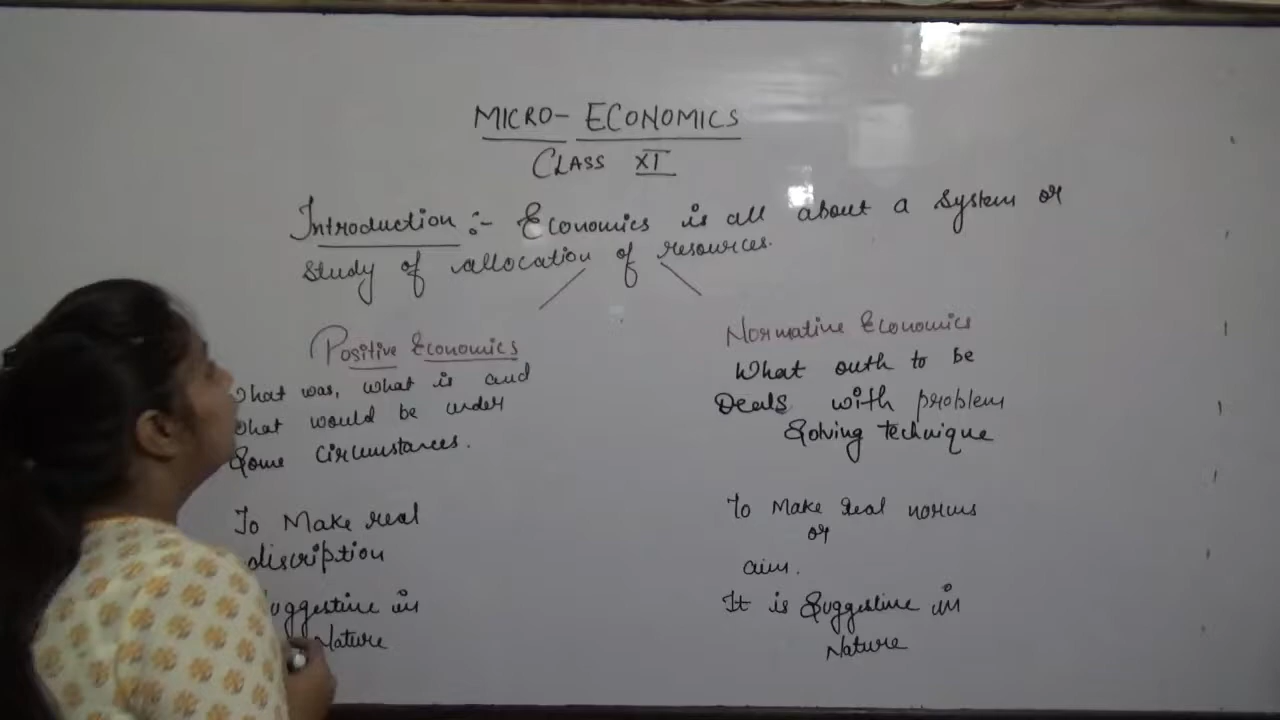 MICRO- ECONOMICS
CLASS XI
Introduction :- Economics is all about a system or
study of allocation of resources.
Positive Economics
what was, what is and
what would be under
some circumstances.
To Make real
discription
suggestive in
Nature
Normative Economics
What outh to be
Deals with problem
solving technique
To Make real norms
or
aim.
It is suggestive in
Nature